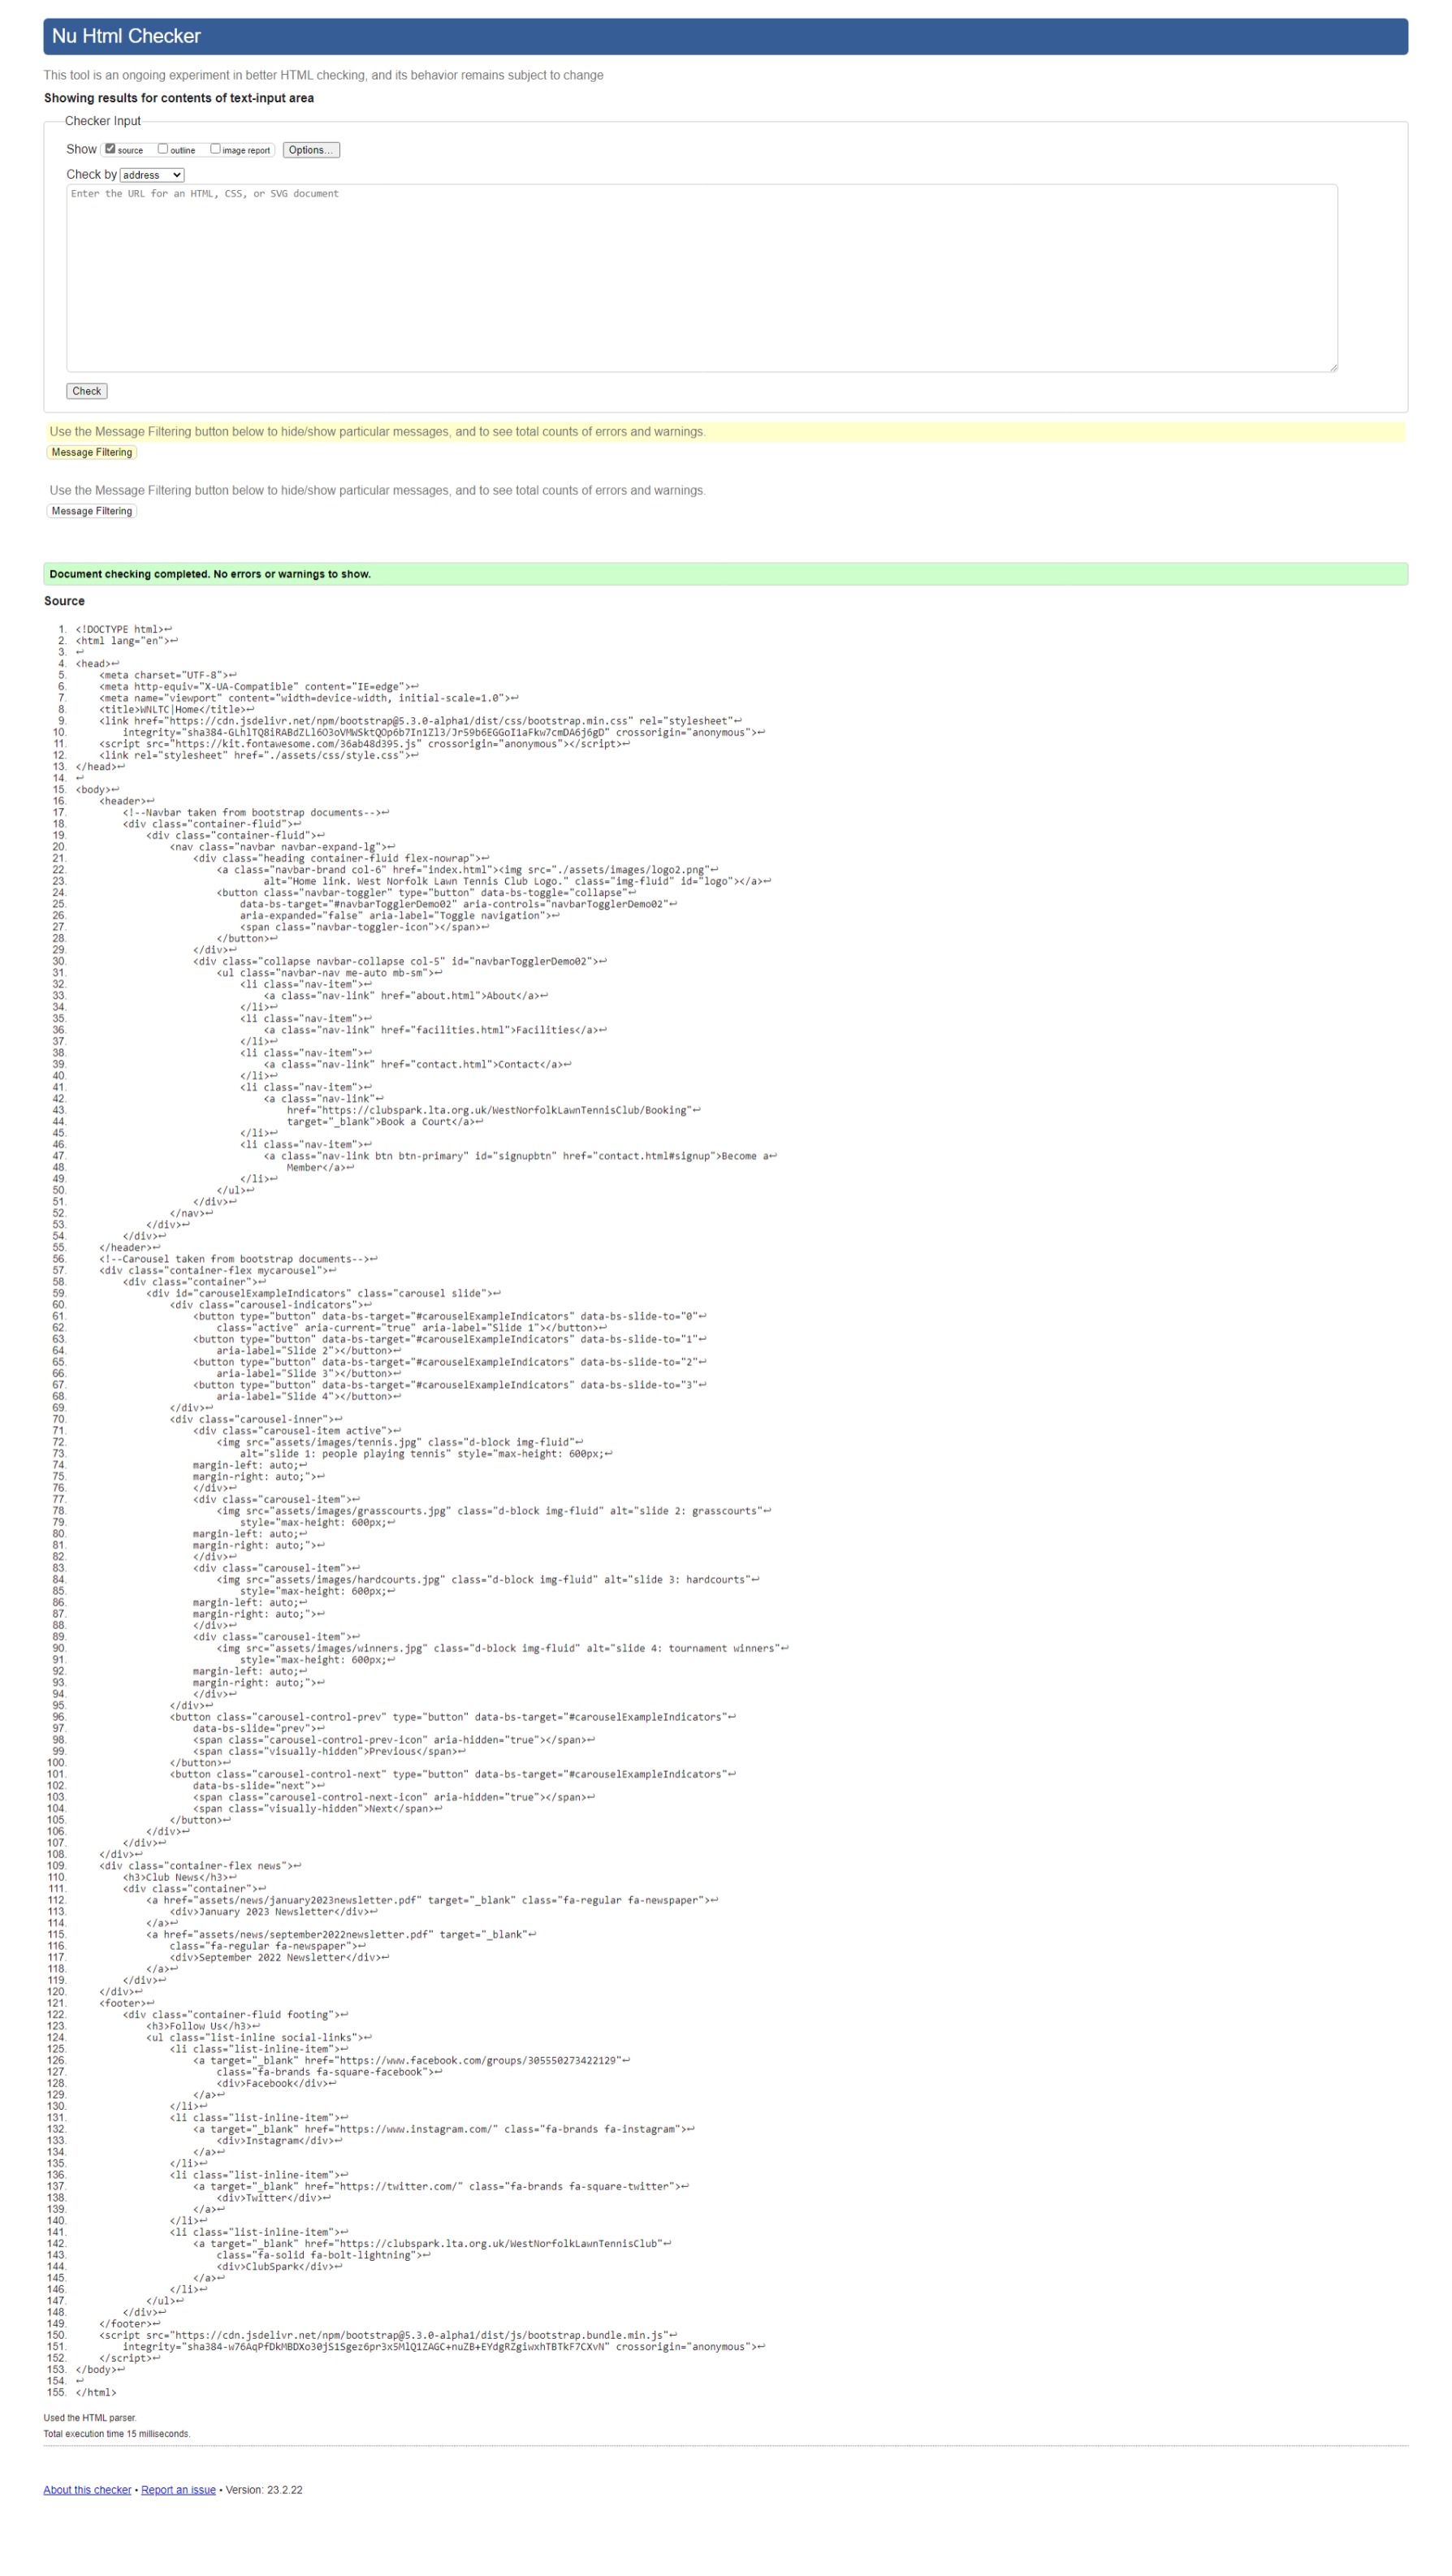 Nu Html Checker
This tool is an ongoing experiment in better HTML checking, and its behavior remains subject to change
Showing results for contents of text-input area
Checker Input
Show source outline image report Options...
Check by address
Enter the URL for an HTML, CSS, or SVG document
Check
Use the Message Filtering button below to hide/show particular messages, and to see total counts of errors and warnings.
Message Filtering
Use the Message Filtering button below to hide/show particular messages, and to see total counts of errors and warnings.
Message Filtering
Document checking completed. No errors or warnings to show.
Source
1. <!DOCTYPE html>↩
2. <html lang="en">↩
3. ↩
4. <head>↩
5. <meta charset="UTF-8">↩
6. <meta http-equiv="X-UA-Compatible" content="IE=edge">↩
7. <meta name="viewport" content="width=device-width, initial-scale=1.0">↩
8. <title>WNLTC|Home</title>↩
9. <link href="https://cdn.jsdelivr.net/npm/bootstrap@5.3.0-alpha1/dist/css/bootstrap.min.css" rel="stylesheet"↩
10. integrity="sha384-GLhlTQ8iRABdZLl6O3oVMWSktQOp6b7In1Zl3/Jr59b6EGGoI1aFkw7cmDA6j6gD" crossorigin="anonymous">↩
11. <script src="https://kit.fontawesome.com/36ab48d395.js" crossorigin="anonymous"></script>↩
12. <link rel="stylesheet" href="./assets/css/style.css">↩
13. </head>↩
14. ↩
15. <body>↩
16. <header>↩
17. <!--Navbar taken from bootstrap documents-->↩
18. <div class="container-fluid">↩
19. <div class="container-fluid">↩
20. <nav class="navbar navbar-expand-lg">↩
21. <div class="heading container-fluid flex-nowrap">↩
22. <a class="navbar-brand col-6" href="index.html"><img src="./assets/images/logo2.png"↩
23. alt="Home link. West Norfolk Lawn Tennis Club Logo." class="img-fluid" id="logo"></a>↩
24. <button class="navbar-toggler" type="button" data-bs-toggle="collapse"↩
25. data-bs-target="#navbarTogglerDemo02" aria-controls="navbarTogglerDemo02"↩
26. aria-expanded="false" aria-label="Toggle navigation">↩
27. <span class="navbar-toggler-icon"></span>↩
28. </button>↩
29. </div>↩
30. <div class="collapse navbar-collapse col-5" id="navbarTogglerDemo02">↩
31. <ul class="navbar-nav me-auto mb-sm">↩
32. <li class="nav-item">↩
33. <a class="nav-link" href="about.html">About</a>↩
34. </li>↩
35. <li class="nav-item">↩
36. <a class="nav-link" href="facilities.html">Facilities</a>↩
37. </li>↩
38. <li class="nav-item">↩
39. <a class="nav-link" href="contact.html">Contact</a>↩
40. </li>↩
41. <li class="nav-item">↩
42. <a class="nav-link"↩
43. href="https://clubspark.lta.org.uk/WestNorfolkLawnTennisClub/Booking"↩
44. target="_blank">Book a Court</a>↩
45. </li>↩
46. <li class="nav-item">↩
47. <a class="nav-link btn btn-primary" id="signupbtn" href="contact.html#signup">Become a↩
48. Member</a>↩
49. </li>↩
50. </ul>↩
51. </div>↩
52. </nav>↩
53. </div>↩
54. </div>↩
55. </header>↩
56. <!--Carousel taken from bootstrap documents-->↩
57. <div class="container-flex mycarousel">↩
58. <div class="container">↩
59. <div id="carouselExampleIndicators" class="carousel slide">↩
60. <div class="carousel-indicators">↩
61. <button type="button" data-bs-target="#carouselExampleIndicators" data-bs-slide-to="0"↩
62. class="active" aria-current="true" aria-label="Slide 1"></button>↩
63. <button type="button" data-bs-target="#carouselExampleIndicators" data-bs-slide-to="1"↩
64. aria-label="Slide 2"></button>↩
65. <button type="button" data-bs-target="#carouselExampleIndicators" data-bs-slide-to="2"↩
66. aria-label="Slide 3"></button>↩
67. <button type="button" data-bs-target="#carouselExampleIndicators" data-bs-slide-to="3"↩
68. aria-label="Slide 4"></button>↩
69. </div>↩
70. <div class="carousel-inner">↩
71. <div class="carousel-item active">↩
72. <img src="assets/images/tennis.jpg" class="d-block img-fluid"↩
73. alt="slide 1: people playing tennis" style="max-height: 600px;↩
74. margin-left: auto;↩
75. margin-right: auto;">↩
76. </div>↩
77. <div class="carousel-item">↩
78. <img src="assets/images/grasscourts.jpg" class="d-block img-fluid" alt="slide 2: grasscourts"↩
79. style="max-height: 600px;↩
80. margin-left: auto;↩
81. margin-right: auto;">↩
82. </div>↩
83. <div class="carousel-item">↩
84. <img src="assets/images/hardcourts.jpg" class="d-block img-fluid" alt="slide 3: hardcourts"↩
85. style="max-height: 600px;↩
86. margin-left: auto;↩
87. margin-right: auto;">↩
88. </div>↩
89. <div class="carousel-item">↩
90. <img src="assets/images/winners.jpg" class="d-block img-fluid" alt="slide 4: tournament winners"↩
91. style="max-height: 600px;↩
92. margin-left: auto;↩
93. margin-right: auto;">↩
94. </div>↩
95. </div>↩
96. <button class="carousel-control-prev" type="button" data-bs-target="#carouselExampleIndicators"↩
97. data-bs-slide="prev">↩
98. <span class="carousel-control-prev-icon" aria-hidden="true"></span>↩
99. <span class="visually-hidden">Previous</span>↩
100. </button>↩
101. <button class="carousel-control-next" type="button" data-bs-target="#carouselExampleIndicators"↩
102. data-bs-slide="next">↩
103. <span class="carousel-control-next-icon" aria-hidden="true"></span>↩
104. <span class="visually-hidden">Next</span>↩
105. </button>↩
106. </div>↩
107. </div>↩
108. </div>↩
109. <div class="container-flex news">↩
110. <h3>Club News</h3>↩
111. <div class="container">↩
112. <a href="assets/news/january2023newsletter.pdf" target="_blank" class="fa-regular fa-newspaper">↩
113. <div>January 2023 Newsletter</div>↩
114. </a>↩
115. <a href="assets/news/september2022newsletter.pdf" target="_blank"↩
116. class="fa-regular fa-newspaper">↩
117. <div>September 2022 Newsletter</div>↩
118. </a>↩
119. </div>↩
120. </div>↩
121. <footer>↩
122. <div class="container-fluid footing">↩
123. <h3>Follow Us</h3>↩
124. <ul class="list-inline social-links">↩
125. <li class="list-inline-item">↩
126. <a target="_blank" href="https://www.facebook.com/groups/305550273422129"↩
127. class="fa-brands fa-square-facebook">↩
128. <div>Facebook</div>↩
129. </a>↩
130. </li>↩
131. <li class="list-inline-item">↩
132. <a target="_blank" href="https://www.instagram.com/" class="fa-brands fa-instagram">↩
133. <div>Instagram</div>↩
134. </a>↩
135. </li>↩
136. <li class="list-inline-item">↩
137. <a target="_blank" href="https://twitter.com/" class="fa-brands fa-square-twitter">↩
138. <div>Twitter</div>↩
139. </a>↩
140. </li>↩
141. <li class="list-inline-item">↩
142. <a target="_blank" href="https://clubspark.lta.org.uk/WestNorfolkLawnTennisClub"↩
143. class="fa-solid fa-bolt-lightning">↩
144. <div>ClubSpark</div>↩
145. </a>↩
146. </li>↩
147. </ul>↩
148. </div>↩
149. </footer>↩
150. <script src="https://cdn.jsdelivr.net/npm/bootstrap@5.3.0-alpha1/dist/js/bootstrap.bundle.min.js"↩
151. integrity="sha384-w76AqPfDkMBDXo30jS1Sgez6pr3x5MlQ1ZAGC+nuZB+EYdgRZgiwxhTBTkF7CXvN" crossorigin="anonymous">↩
152. </script>↩
153. </body>↩
154. ↩
155. </html>
Used the HTML parser.
Total execution time 15 milliseconds.
About this checker • Report an issue • Version: 23.2.22